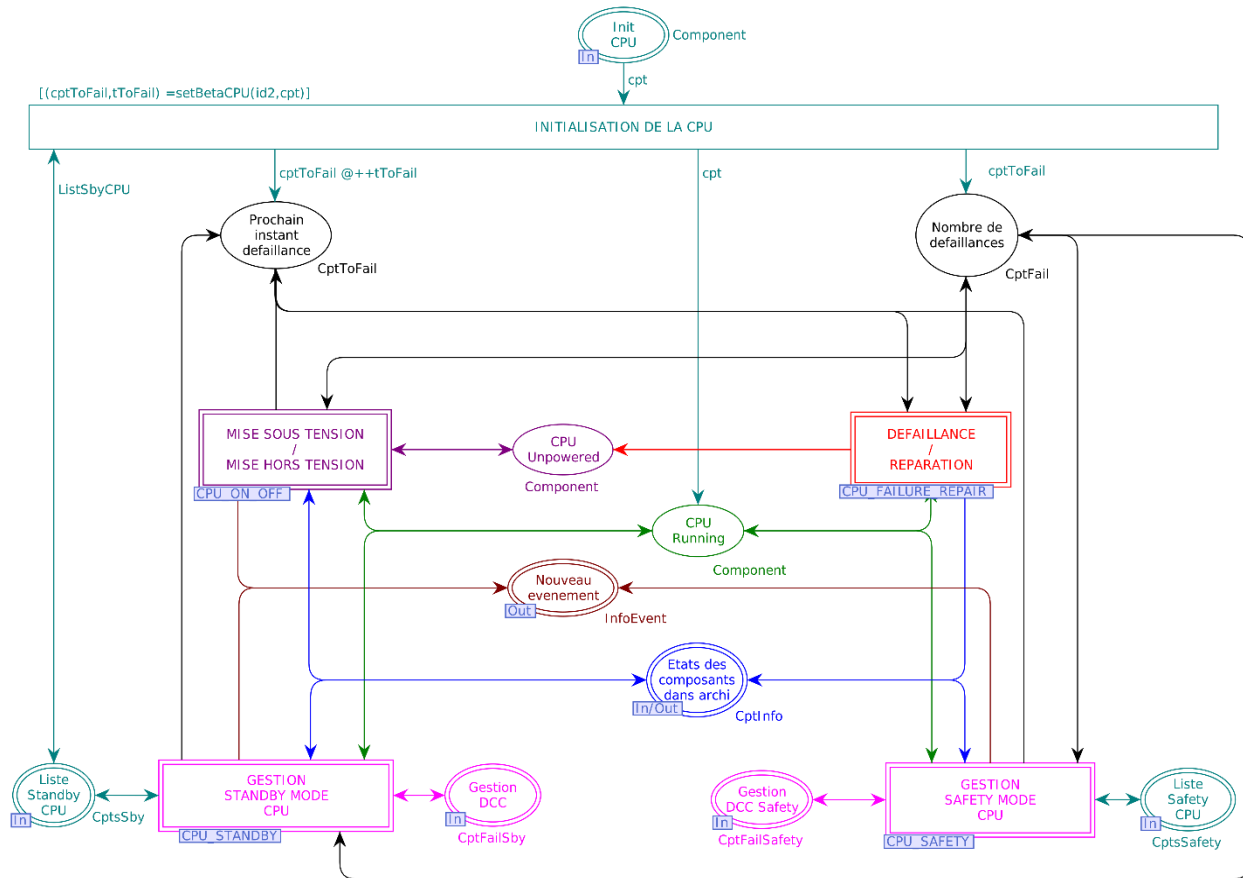 Init
CPU
In
Component
cpt
[(cptToFail,tToFail) =setBetaCPU(id2,cpt)]
INITIALISATION DE LA CPU
ListSbyCPU
cptToFail @++tToFail
cpt
cptToFail
Prochain
instant
defaillance
CptToFail
Nombre de
defaillances
CptFail
MISE SOUS TENSION
/
MISE HORS TENSION
CPU_ON_OFF
CPU
Unpowered
Component
DEFAILLANCE
/
REPARATION
CPU_FAILURE_REPAIR
CPU
Running
Component
Nouveau
evenement
Out
InfoEvent
Etats des
composants
dans archi
In/Out
CptInfo
Liste
Standby
CPU
In
CptsSby
GESTION
STANDBY MODE
CPU
CPU_STANDBY
Gestion
DCC
In
CptFailSby
Gestion
DCC Safety
In
CptFailSafety
GESTION
SAFETY MODE
CPU
CPU_SAFETY
Liste
Safety
CPU
In
CptsSafety